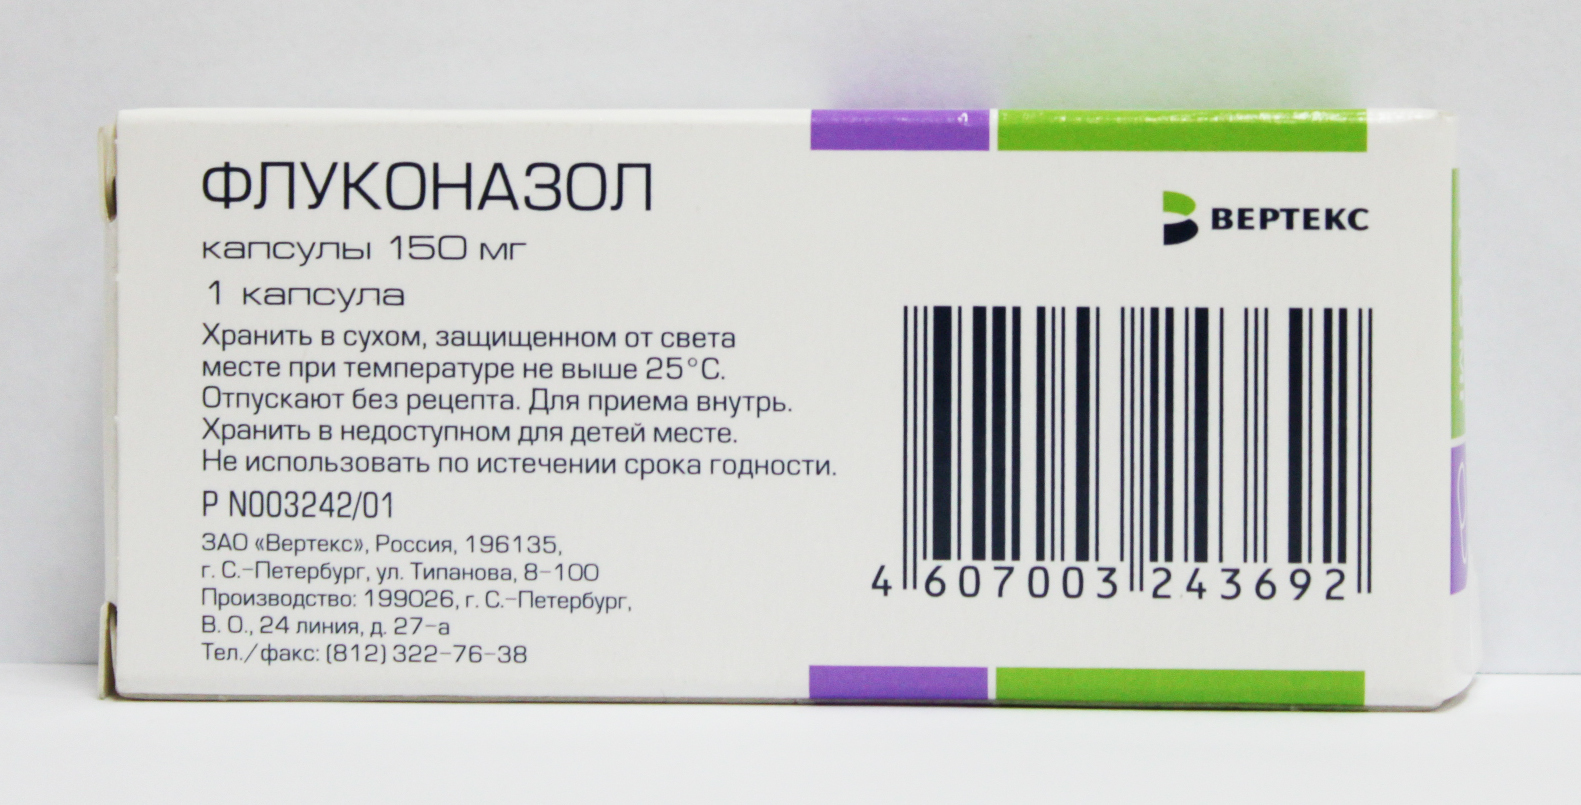 ФЛУКОНАЗОЛ
капсулы 150 мг
1 капсула
Хранить в сухом, защищенном от света
месте при температуре не выше 25°С.
Отпускают без рецепта. Для приема внутрь.
Хранить в недоступном для детей месте.
Не использовать по истечении срока годности.
Р N003242/01
ЗАО «Вертекс», Россия, 196135,
г. С.-Петербург, ул. Типанова, 8-100
Производство: 199026, г. С.-Петербург,
В. О., 24 линия, д. 27-а
Тел./факс: (812) 322-76-38
ВЕРТЕКС
4 607003 243692